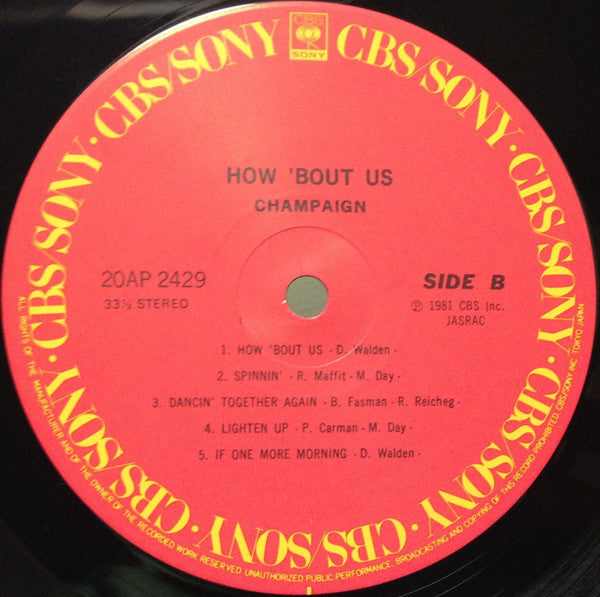 CBS/SONY · CBS/SONY · CBS/SONY · CBS/SONY · CBS/SONY · CBS/SONY · CBS/SONY · CBS/SONY
CBS
SONY
HOW 'BOUT US
CHAMPAIGN
20AP 2429
33⅓ STEREO
SIDE B
Ⓟ 1981 CBS Inc.
JASRAC
1. HOW 'BOUT US - D. Walden -
2. SPINNIN' - R. Maffit - M. Day -
3. DANCIN' TOGETHER AGAIN - B. Fasman - R. Reicheg -
4. LIGHTEN UP - P. Carman - M. Day -
5. IF ONE MORE MORNING - D. Walden -
ALL RIGHTS OF THE MANUFACTURER AND OF THE OWNER OF THE RECORDED WORK RESERVED. UNAUTHORIZED PUBLIC PERFORMANCE, BROADCASTING AND COPYING OF THIS RECORD PROHIBITED. CBS/SONY INC. TOKYO JAPAN